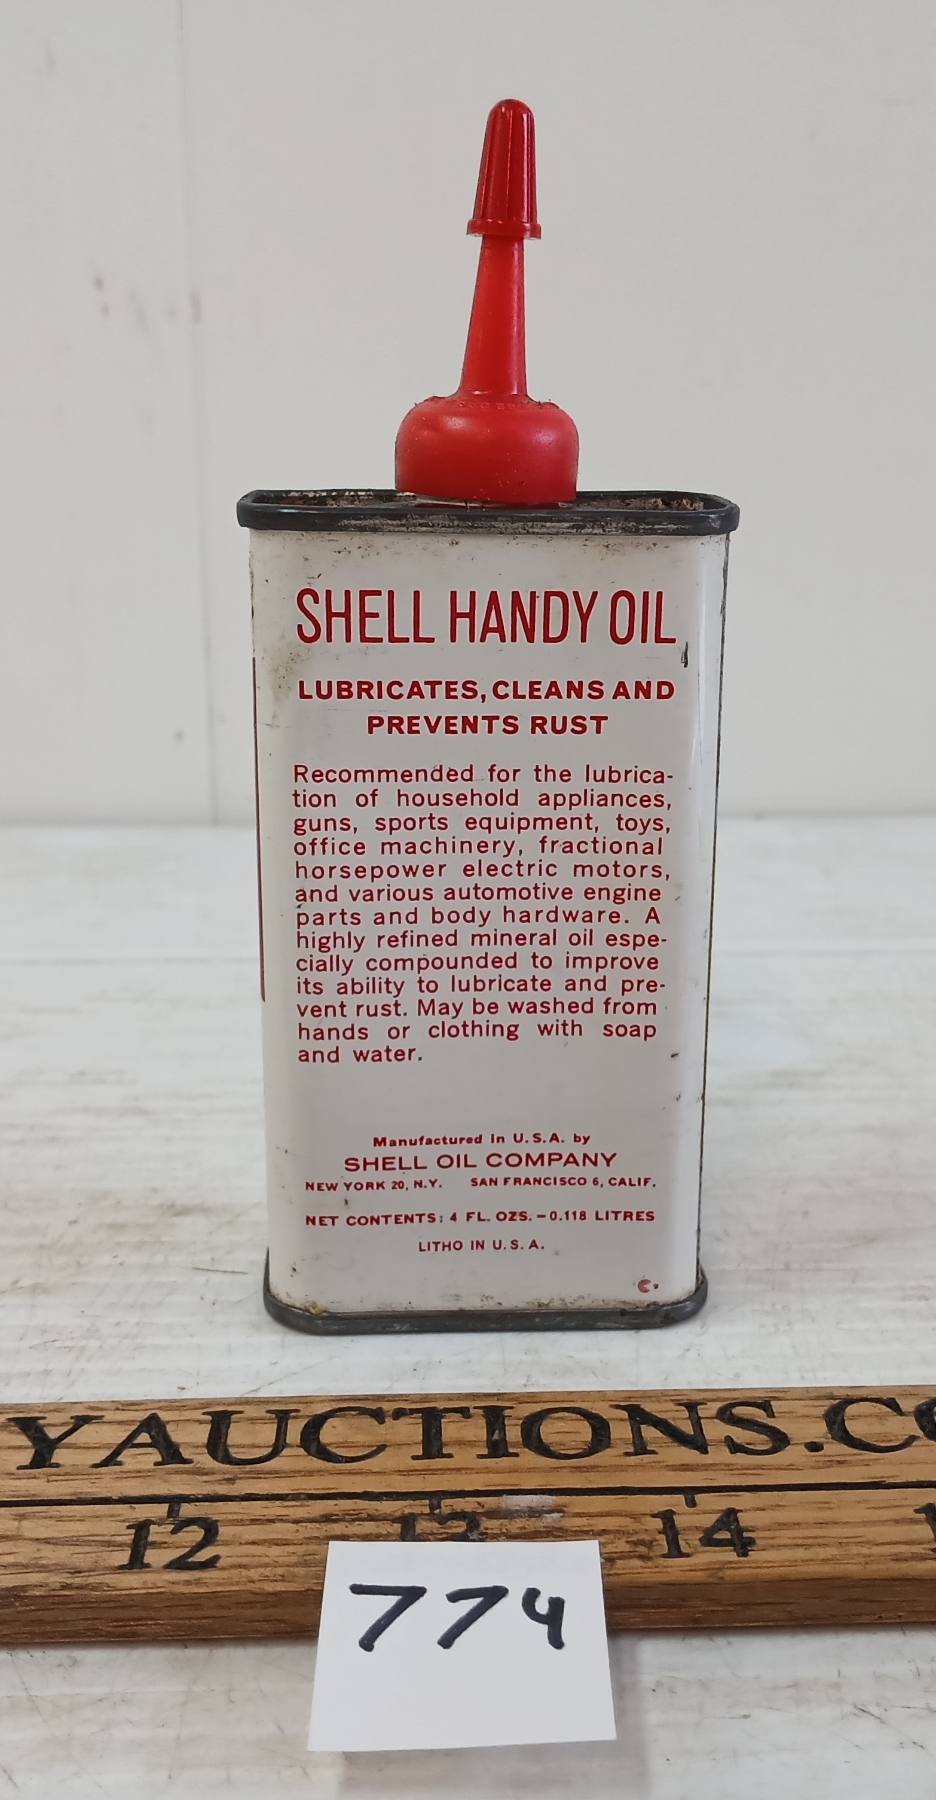 SHELL HANDY OIL
LUBRICATES, CLEANS AND
PREVENTS RUST
Recommended for the lubrica-
tion of household appliances,
guns, sports equipment, toys,
office machinery, fractional
horsepower electric motors,
and various automotive engine
parts and body hardware. A
highly refined mineral oil espe-
cially compounded to improve
its ability to lubricate and pre-
vent rust. May be washed from
hands or clothing with soap
and water.
Manufactured In U.S.A. by
SHELL OIL COMPANY
NEW YORK 20, N.Y. SAN FRANCISCO 6, CALIF.
NET CONTENTS: 4 FL. OZS. – 0.118 LITRES
LITHO IN U.S.A.
YAUCTIONS.CO
12 13 14
774